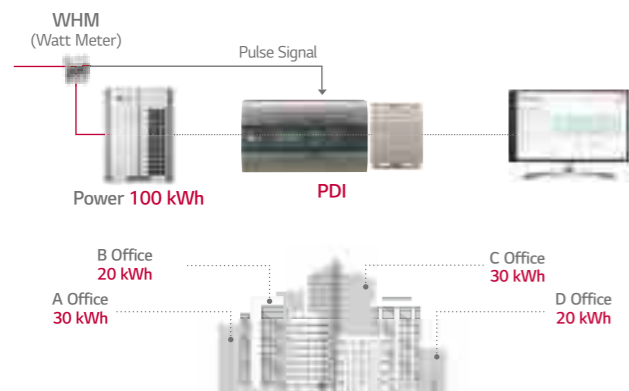 WHM
(Watt Meter)
Pulse Signal
Power 100 kWh
PDI
B Office
20 kWh
C Office
30 kWh
A Office
30 kWh
D Office
20 kWh